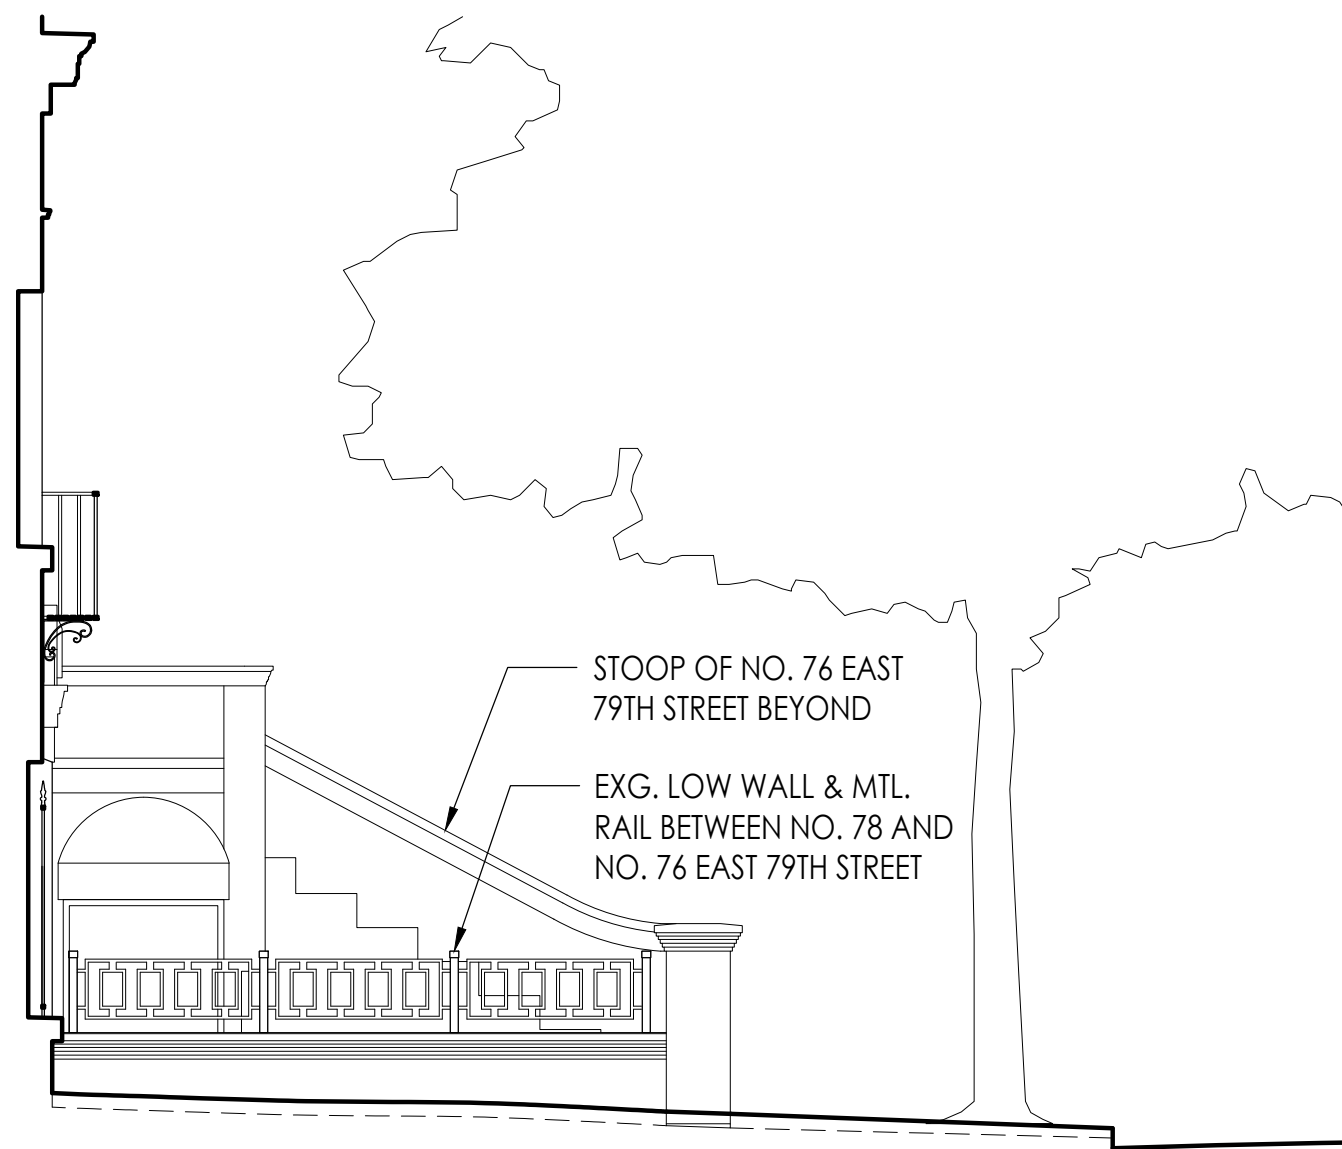 STOOP OF NO. 76 EAST
79TH STREET BEYOND
EXG. LOW WALL & MTL.
RAIL BETWEEN NO. 78 AND
NO. 76 EAST 79TH STREET